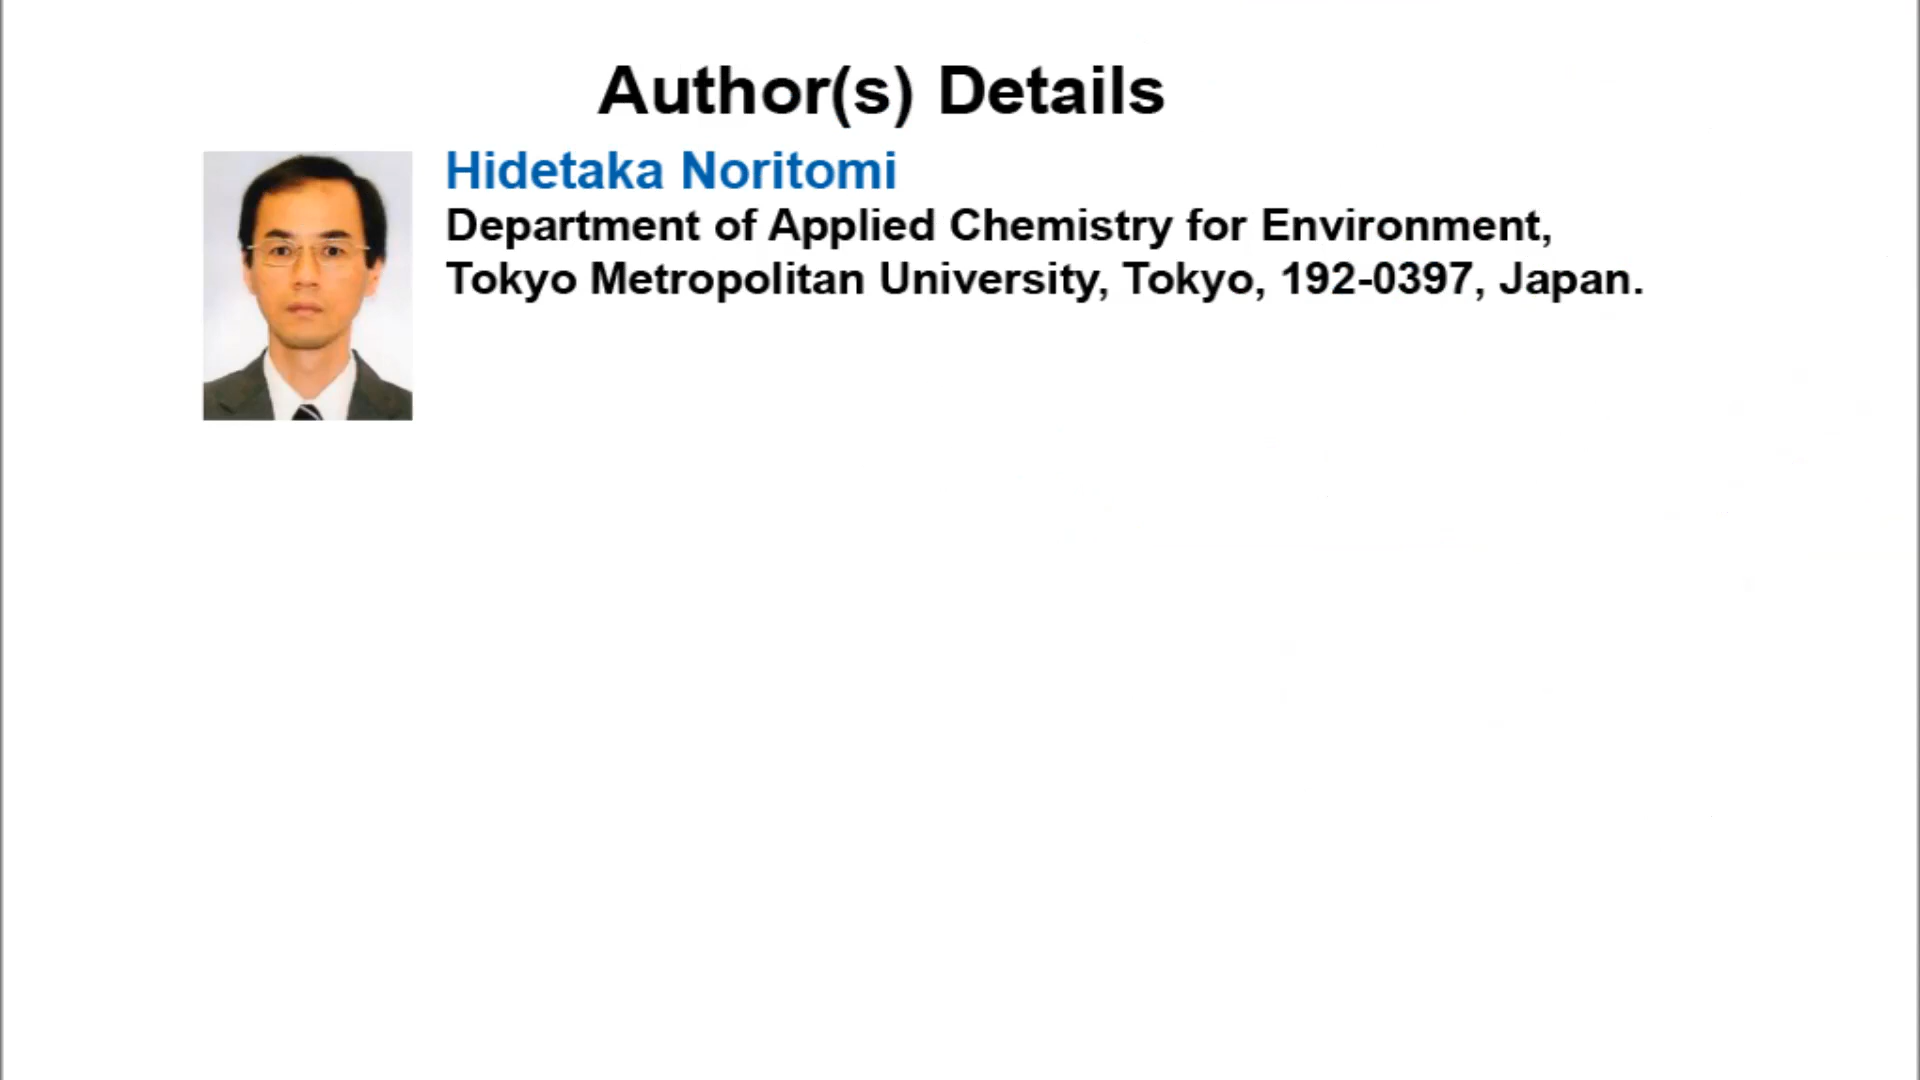 Author(s) Details
Hidetaka Noritomi
Department of Applied Chemistry for Environment,
Tokyo Metropolitan University, Tokyo, 192-0397, Japan.